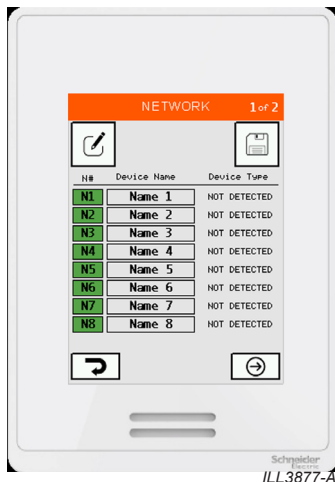 NETWORK 1 of 2
N# Device Name Device Type
N1 Name 1 NOT DETECTED
N2 Name 2 NOT DETECTED
N3 Name 3 NOT DETECTED
N4 Name 4 NOT DETECTED
N5 Name 5 NOT DETECTED
N6 Name 6 NOT DETECTED
N7 Name 7 NOT DETECTED
N8 Name 8 NOT DETECTED
Schneider
Electric
ILL3877-A